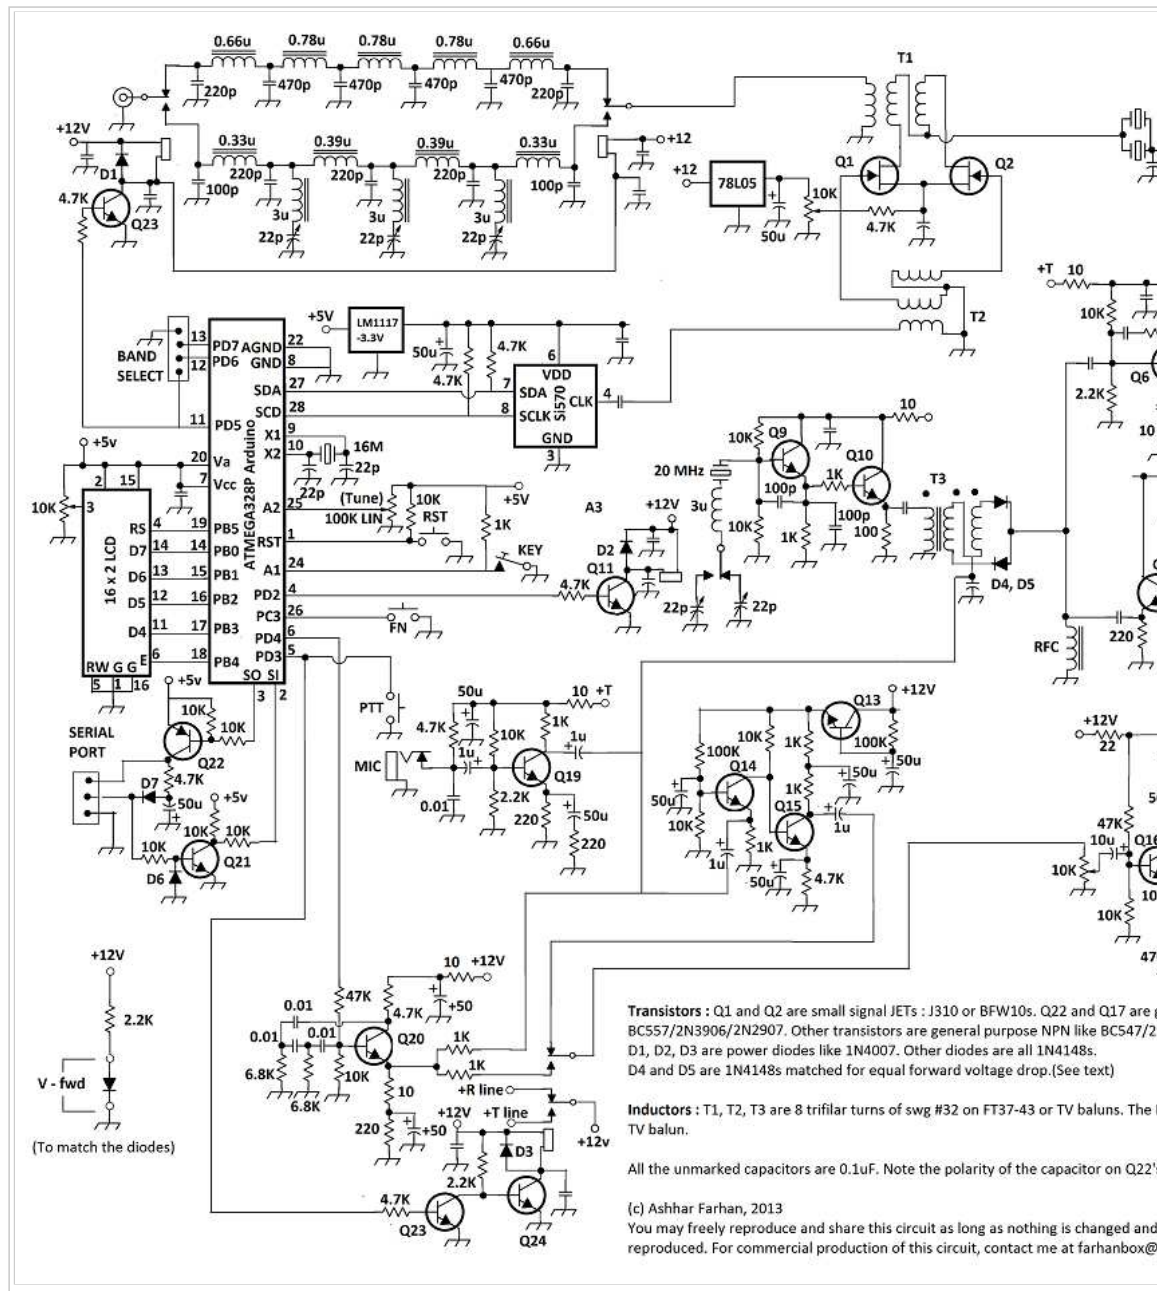 0.66u 0.78u 0.78u 0.78u 0.66u
220p 470p 470p 470p 470p 220p
T1
+12V
0.33u 0.39u 0.39u 0.33u
+12
D1
100p 220p 220p 220p 100p
+12 78L05 10K
Q1 Q2
4.7K
Q23
3u 3u 3u
22p 22p 22p
50u 4.7K
+T 10
T2
10K
Q6
2.2K
10
BAND
SELECT
13 PD7
12 PD6
11 PD5
AGND 22
GND 8
SDA 27
SCD 28
X1 9
X2 10
+5V LM1117
-3.3V
50u 4.7K
4.7K
6
VDD
7 SDA
8 SCLK
Si570
CLK 4
GND
3
16M
22p
22p
ATMEGA328P Arduino
+5v
20 Va
7 Vcc
2 15
10K 3
16 x 2 LCD
RS 4 19 PB5
D7 14 14 PB0
D6 13 15 PB1
D5 12 16 PB2
D4 11 17 PB3
E 6 18 PB4
RW G G
5 1 16
A2 25
(Tune)
100K LIN
10K
RST
+5V
1K
RST 1
A1 24
KEY
PD2 4
PC3 26
FN
PD4 6
PD3 5
SO SI
3 2
A3
+12V
D2
Q11
4.7K
10
10K Q9
20 MHz
Q10
3u 100p 1K
100p
10K 1K 100
22p 22p
T3
D4, D5
RFC
220
+5v
10K
10K
Q22
SERIAL
PORT
4.7K
D7
50u +5v
10K 10K
10K
Q21
D6
PTT
MIC
50u
4.7K
1u
10K
1K
10 +T
1u
Q19
0.01
2.2K
220
50u
220
Q13
+12V
100K
10K
1K
100K
Q14
50u
50u
50u
1K
Q15
10K
1K
1u
1u
50u
4.7K
+12V
22
47K
10u
Q16
10K
10K
+12V
2.2K
V - fwd
(To match the diodes)
10 +12V
47K
4.7K
+50
0.01
0.01 0.01
Q20
1K
1K
6.8K
6.8K
10K
10
220
+50
+R line
+T line
+12v
+12V
D3
2.2K
4.7K
Q23
Q24
Transistors : Q1 and Q2 are small signal JETs : J310 or BFW10s. Q22 and Q17 are
BC557/2N3906/2N2907. Other transistors are general purpose NPN like BC547/2
D1, D2, D3 are power diodes like 1N4007. Other diodes are all 1N4148s.
D4 and D5 are 1N4148s matched for equal forward voltage drop.(See text)
Inductors : T1, T2, T3 are 8 trifilar turns of swg #32 on FT37-43 or TV baluns. The
TV balun.
All the unmarked capacitors are 0.1uF. Note the polarity of the capacitor on Q22's
(c) Ashhar Farhan, 2013
You may freely reproduce and share this circuit as long as nothing is changed and
reproduced. For commercial production of this circuit, contact me at farhanbox@